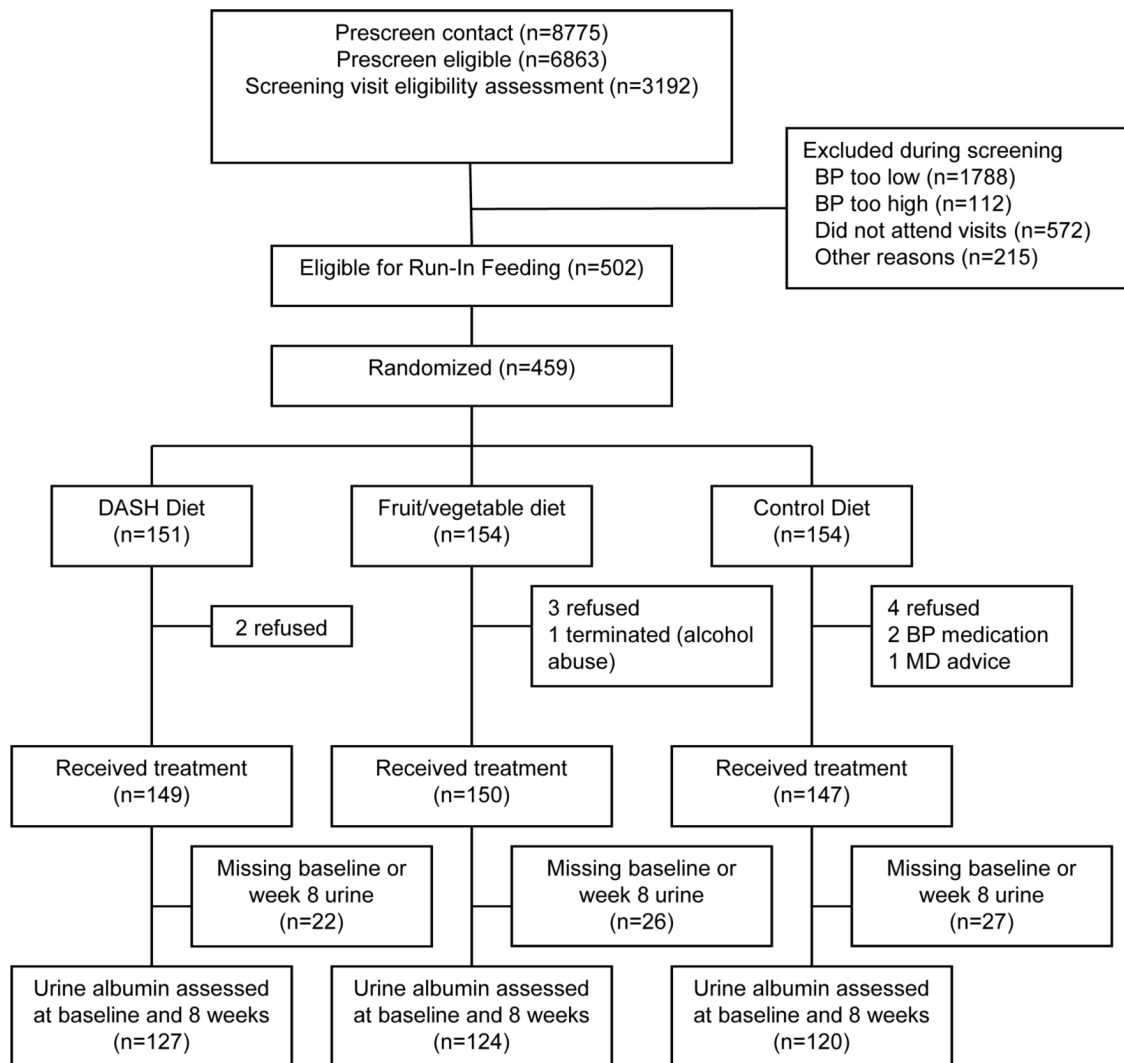 Prescreen contact (n=8775)
Prescreen eligible (n=6863)
Screening visit eligibility assessment (n=3192)
Excluded during screening
BP too low (n=1788)
BP too high (n=112)
Did not attend visits (n=572)
Other reasons (n=215)
Eligible for Run-In Feeding (n=502)
Randomized (n=459)
DASH Diet
(n=151)
Fruit/vegetable diet
(n=154)
Control Diet
(n=154)
2 refused
3 refused
1 terminated (alcohol
abuse)
4 refused
2 BP medication
1 MD advice
Received treatment
(n=149)
Received treatment
(n=150)
Received treatment
(n=147)
Missing baseline or
week 8 urine
(n=22)
Missing baseline or
week 8 urine
(n=26)
Missing baseline or
week 8 urine
(n=27)
Urine albumin assessed
at baseline and 8 weeks
(n=127)
Urine albumin assessed
at baseline and 8 weeks
(n=124)
Urine albumin assessed
at baseline and 8 weeks
(n=120)